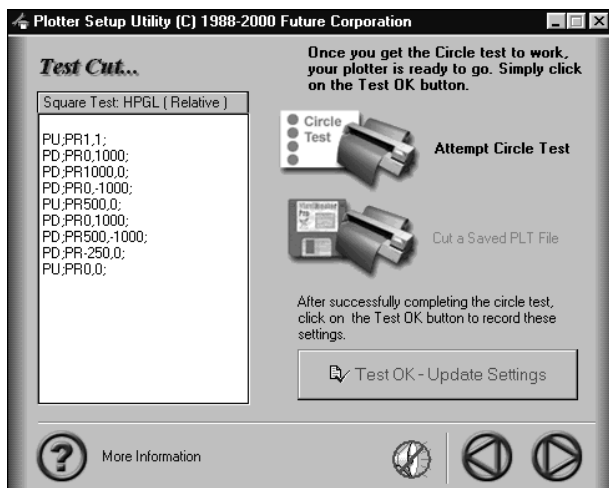 Plotter Setup Utility (C) 1988-2000 Future Corporation
Test Cut...
Once you get the Circle test to work,
your plotter is ready to go. Simply click
on the Test OK button.
Square Test: HPGL ( Relative )
PU;PR1,1;
PD;PR0,1000;
PD;PR1000,0;
PD;PR0,-1000;
PU;PR500,0;
PD;PR0,1000;
PD;PR500,-1000;
PD;PR-250,0;
PU;PR0,0;
Circle
Test
Attempt Circle Test
Cut a Saved PLT File
After successfully completing the circle test,
click on the Test OK button to record these
settings.
Test OK - Update Settings
? More Information